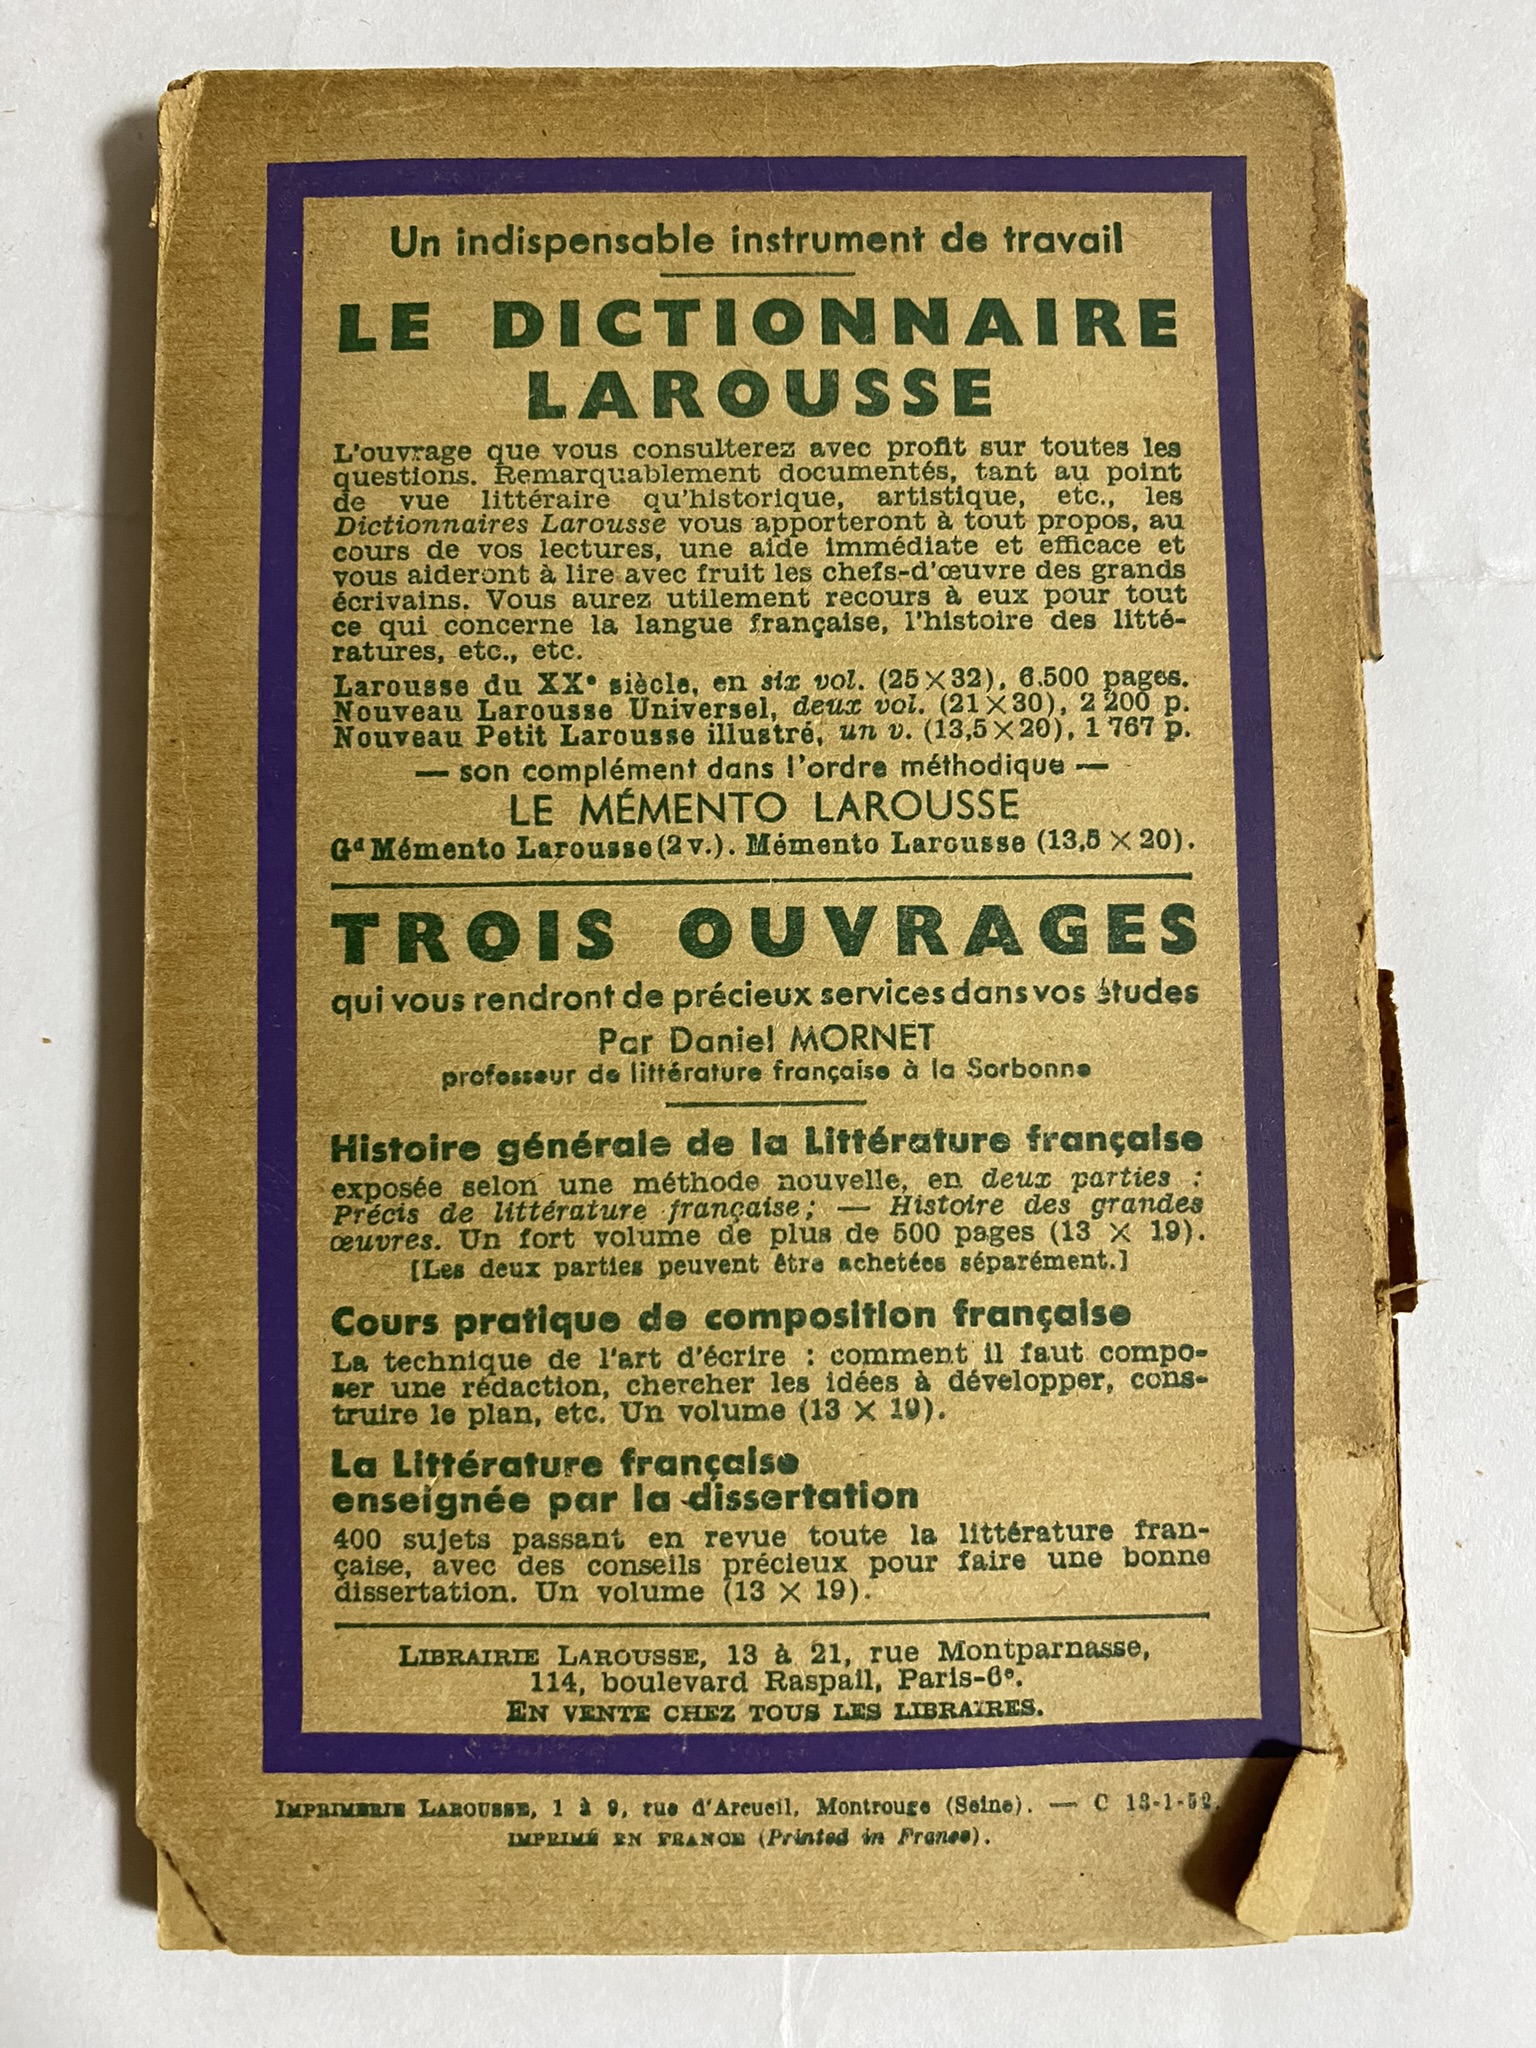 Un indispensable instrument de travail
LE DICTIONNAIRE
LAROUSSE
L'ouvrage que vous consulterez avec profit sur toutes les
questions. Remarquablement documentés, tant au point
de vue littéraire qu'historique, artistique, etc., les
Dictionnaires Larousse vous apporteront à tout propos, au
cours de vos lectures, une aide immédiate et efficace et
vous aideront à lire avec fruit les chefs-d'œuvre des grands
écrivains. Vous aurez utilement recours à eux pour tout
ce qui concerne la langue française, l'histoire des litté-
ratures, etc., etc.
Larousse du XXe siècle, en six vol. (25 × 32), 6.500 pages.
Nouveau Larousse Universel, deux vol. (21 × 30), 2 200 p.
Nouveau Petit Larousse illustré, un v. (13,5 × 20), 1 767 p.
— son complément dans l'ordre méthodique —
LE MÉMENTO LAROUSSE
Gd Mémento Larousse (2 v.). Mémento Larousse (13,5 × 20).
TROIS OUVRAGES
qui vous rendront de précieux services dans vos études
Par Daniel MORNET
professeur de littérature française à la Sorbonne
Histoire générale de la Littérature française
exposée selon une méthode nouvelle, en deux parties :
Précis de littérature française; — Histoire des grandes
œuvres. Un fort volume de plus de 500 pages (13 × 19).
[Les deux parties peuvent être achetées séparément.]
Cours pratique de composition française
La technique de l'art d'écrire : comment il faut compo-
ser une rédaction, chercher les idées à développer, cons-
truire le plan, etc. Un volume (13 × 19).
La Littérature française
enseignée par la dissertation
400 sujets passant en revue toute la littérature fran-
çaise, avec des conseils précieux pour faire une bonne
dissertation. Un volume (13 × 19).
LIBRAIRIE LAROUSSE, 13 à 21, rue Montparnasse,
114, boulevard Raspail, Paris-6e.
EN VENTE CHEZ TOUS LES LIBRAIRES.
IMPRIMERIE LAROUSSE, 1 à 9, rue d'Arcueil, Montrouge (Seine). — C 13-1-52.
IMPRIMÉ EN FRANCE (Printed in France).